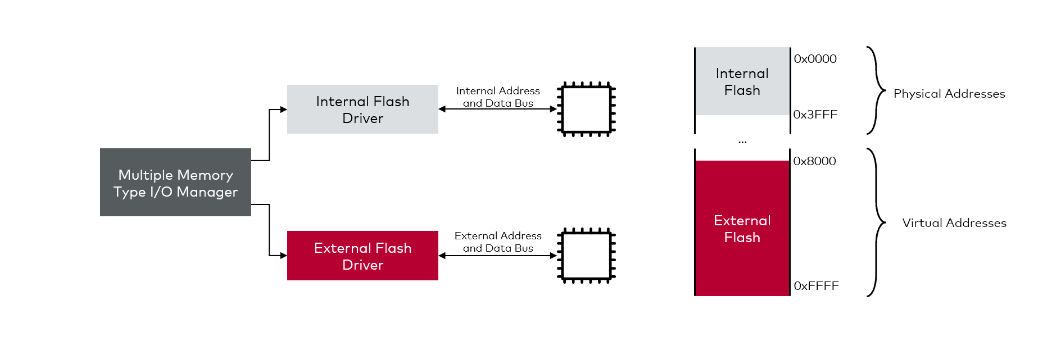 Multiple Memory
Type I/O Manager
Internal Flash
Driver
Internal Address
and Data Bus
External Flash
Driver
External Address
and Data Bus
Internal
Flash
0x0000
0x3FFF
Physical Addresses
...
0x8000
External
Flash
0xFFFF
Virtual Addresses